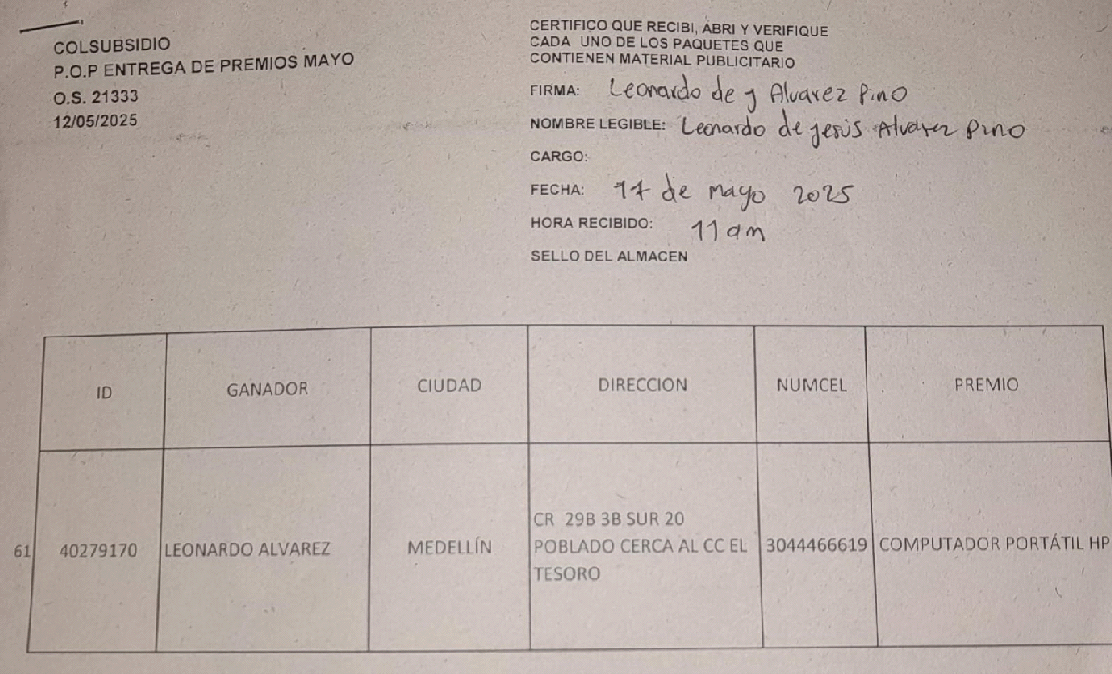 COLSUBSIDIO
P.O.P ENTREGA DE PREMIOS MAYO
O.S. 21333
12/05/2025
CERTIFICO QUE RECIBI, ABRI Y VERIFIQUE
CADA UNO DE LOS PAQUETES QUE
CONTIENEN MATERIAL PUBLICITARIO
FIRMA: Leonardo de J Alvarez Pino
NOMBRE LEGIBLE: Leonardo de jesús Alvarez Pino
CARGO:
FECHA: 17 de mayo 2025
HORA RECIBIDO: 11 am
SELLO DEL ALMACEN
ID GANADOR CIUDAD DIRECCION NUMCEL PREMIO
61 40279170 LEONARDO ALVAREZ MEDELLÍN CR 29B 3B SUR 20
POBLADO CERCA AL CC EL
TESORO 3044466619 COMPUTADOR PORTÁTIL HP